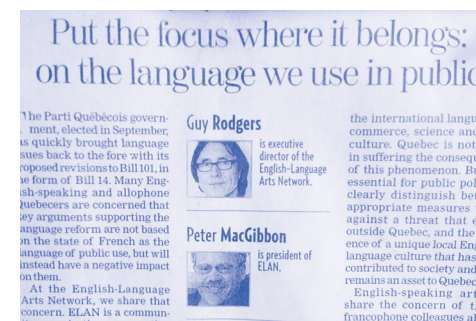 Put the focus where it belongs:
on the language we use in public
he Parti Québécois govern-
ment, elected in September,
as quickly brought language
sues back to the fore with its
roposed revisions to Bill 101, in
he form of Bill 14. Many Eng-
ish-speaking and allophone
Quebecers are concerned that
key arguments supporting the
anguage reform are not based
on the state of French as the
anguage of public use, but will
instead have a negative impact
on them.
At the English-Language
Arts Network, we share that
concern. ELAN is a commun-
Guy Rodgers
is executive
director of the
English-Language
Arts Network.
Peter MacGibbon
is president of
ELAN.
the international langu
commerce, science an
culture. Quebec is not
in suffering the consequ
of this phenomenon. Bu
essential for public pol
clearly distinguish bet
appropriate measures
against a threat that e
outside Quebec, and the
ence of a unique local Eng
language culture that has
contributed to society and
remains an asset to Quebec
English-speaking art
share the concern of t
francophone colleagues al